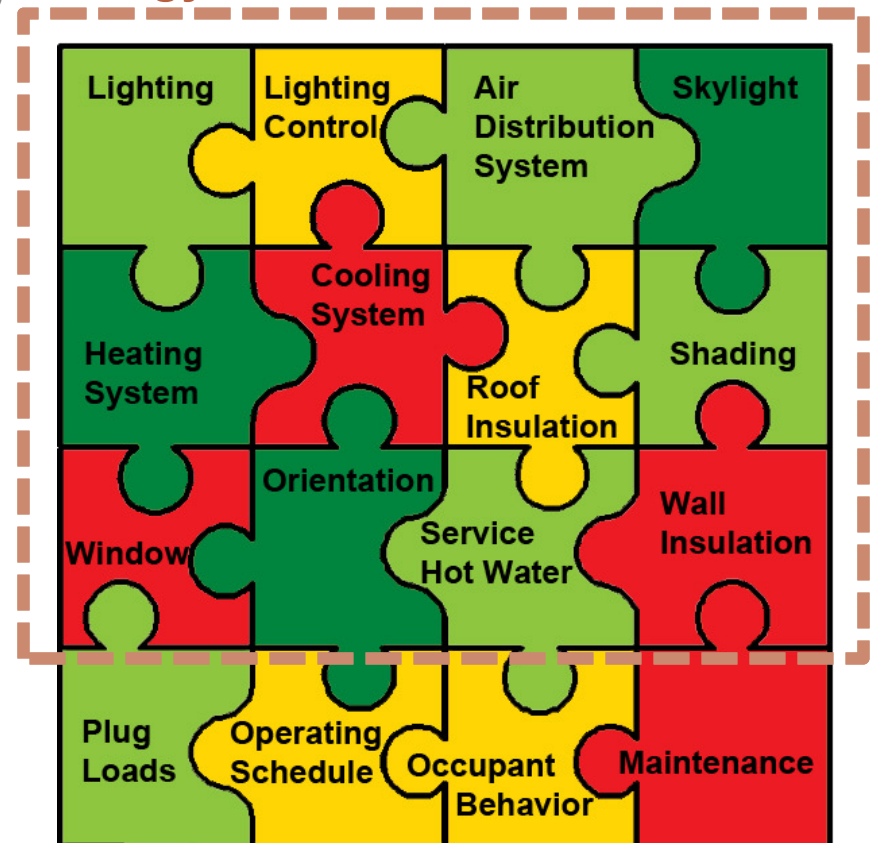 Lighting
Lighting
Control
Air
Distribution
System
Skylight
Heating
System
Cooling
System
Roof
Insulation
Shading
Window
Orientation
Service
Hot Water
Wall
Insulation
Plug
Loads
Operating
Schedule
Occupant
Behavior
Maintenance